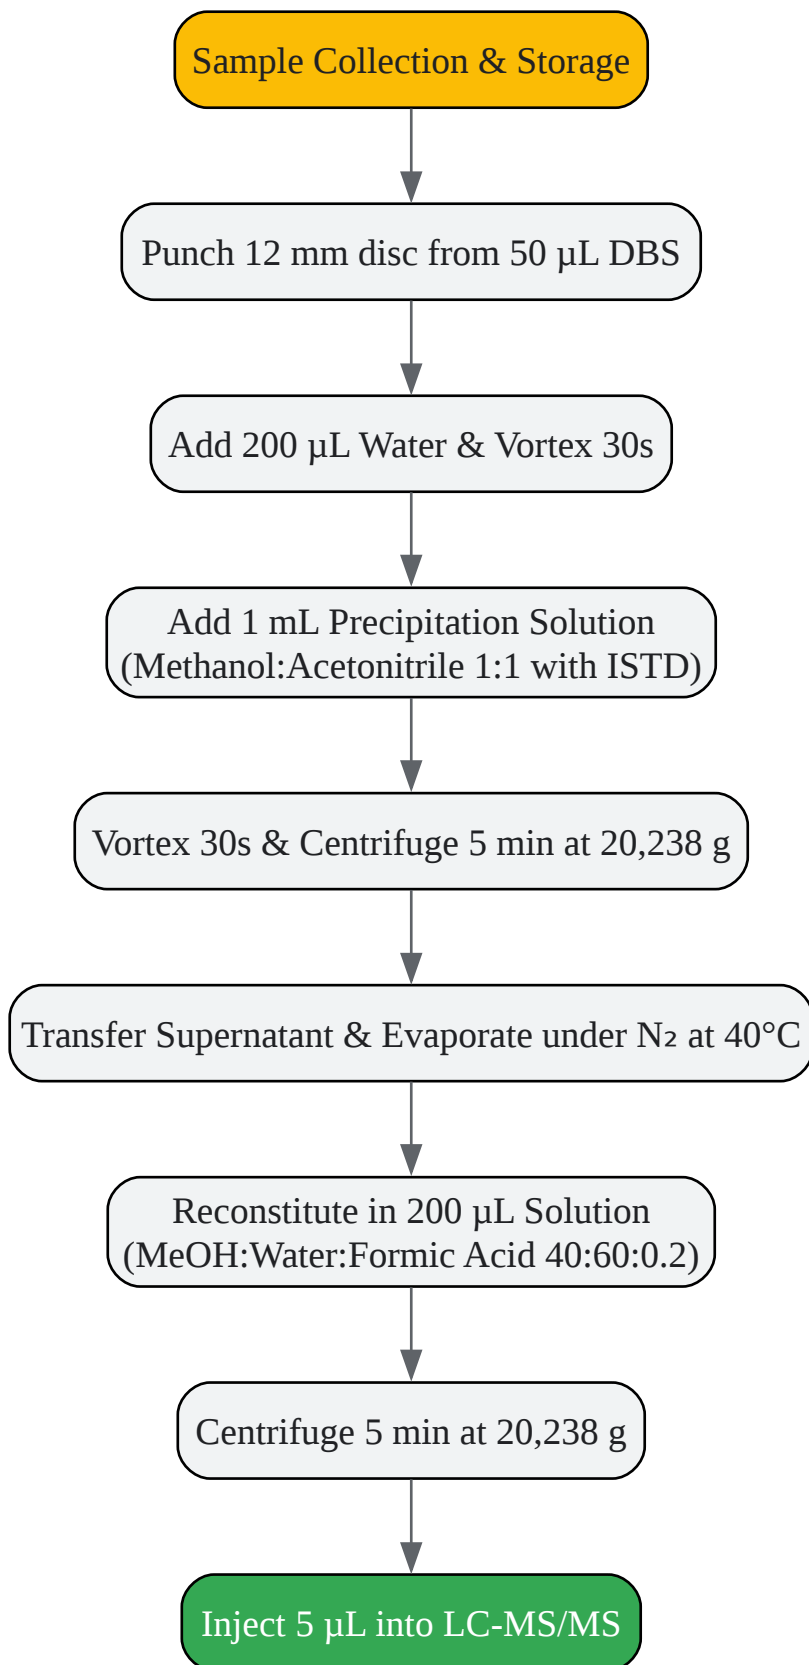 Sample Collection & Storage
Punch 12 mm disc from 50 µL DBS
Add 200 µL Water & Vortex 30s
Add 1 mL Precipitation Solution
(Methanol:Acetonitrile 1:1 with ISTD)
Vortex 30s & Centrifuge 5 min at 20,238 g
Transfer Supernatant & Evaporate under N₂ at 40°C
Reconstitute in 200 µL Solution
(MeOH:Water:Formic Acid 40:60:0.2)
Centrifuge 5 min at 20,238 g
Inject 5 µL into LC-MS/MS